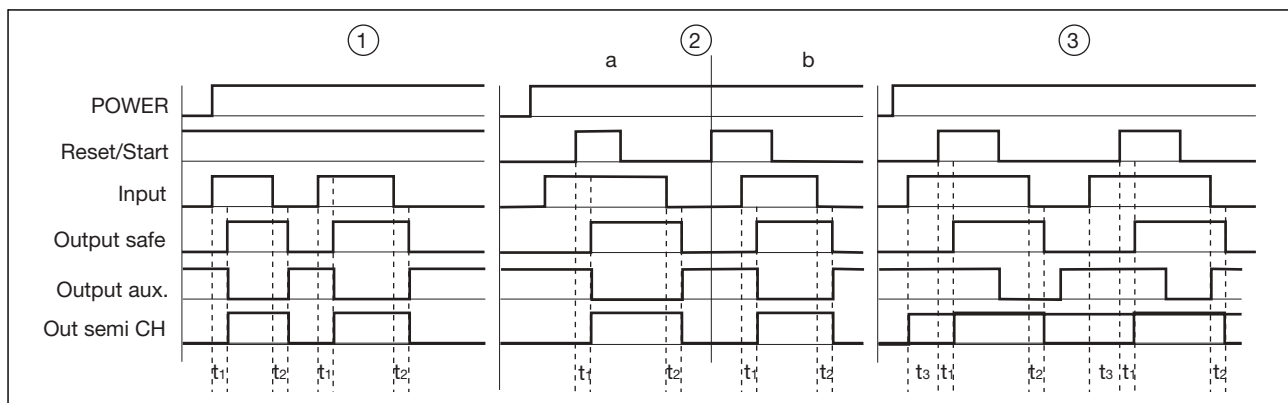 ① ② ③
a b
POWER
Reset/Start
Input
Output safe
Output aux.
Out semi CH
t1 t2 t1 t2 t1 t2 t1 t2 t3 t1 t2 t3 t1 t2